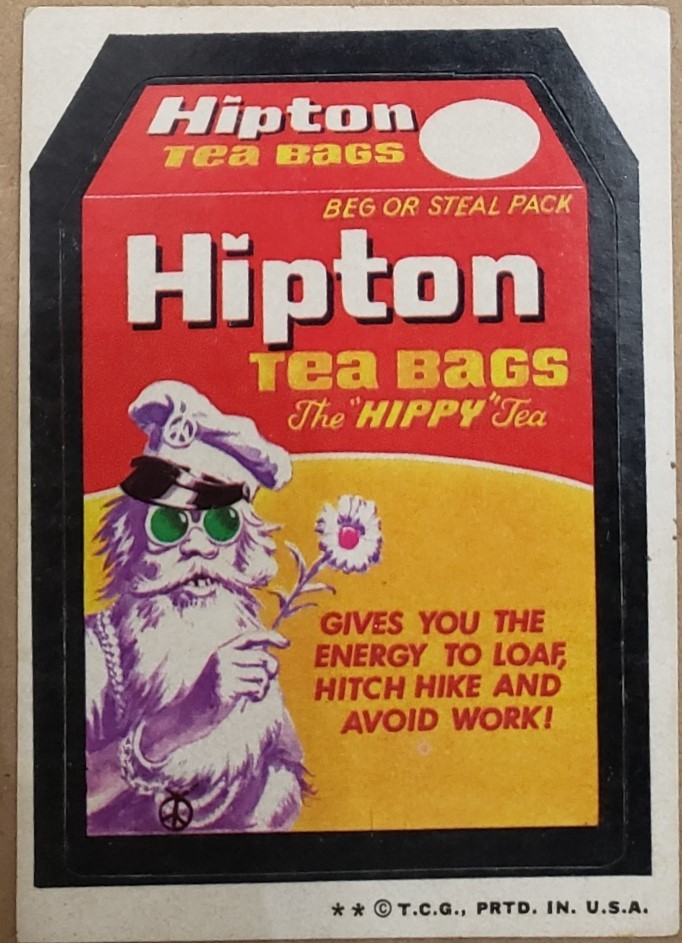 Hipton
Tea Bags
BEG OR STEAL PACK
Hipton
Tea Bags
The "HIPPY" Tea
GIVES YOU THE
ENERGY TO LOAF,
HITCH HIKE AND
AVOID WORK!
** © T.C.G., PRTD. IN. U.S.A.